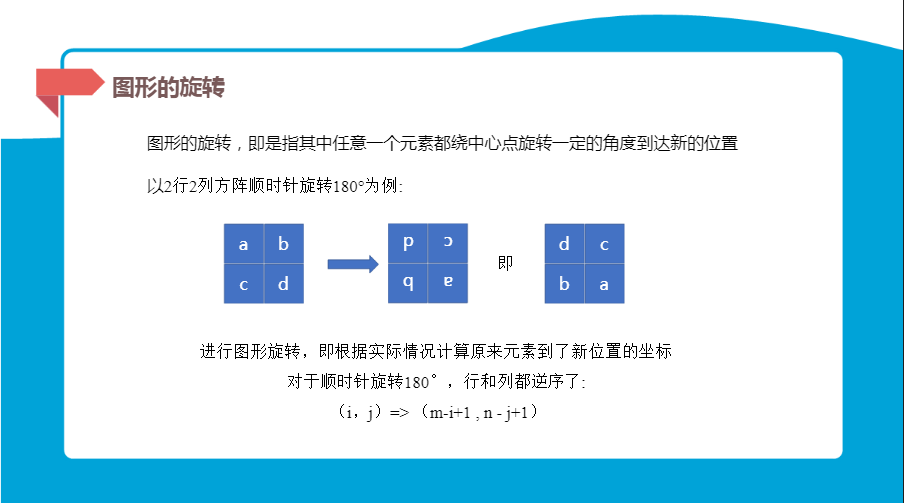 图形的旋转
图形的旋转，即是指其中任意一个元素都绕中心点旋转一定的角度到达新的位置
以2行2列方阵顺时针旋转180°为例:
a b
c d
d c
b a
即
d c
b a
进行图形旋转，即根据实际情况计算原来元素到了新位置的坐标
对于顺时针旋转180°，行和列都逆序了:
（i，j）=> （m-i+1 , n - j+1）